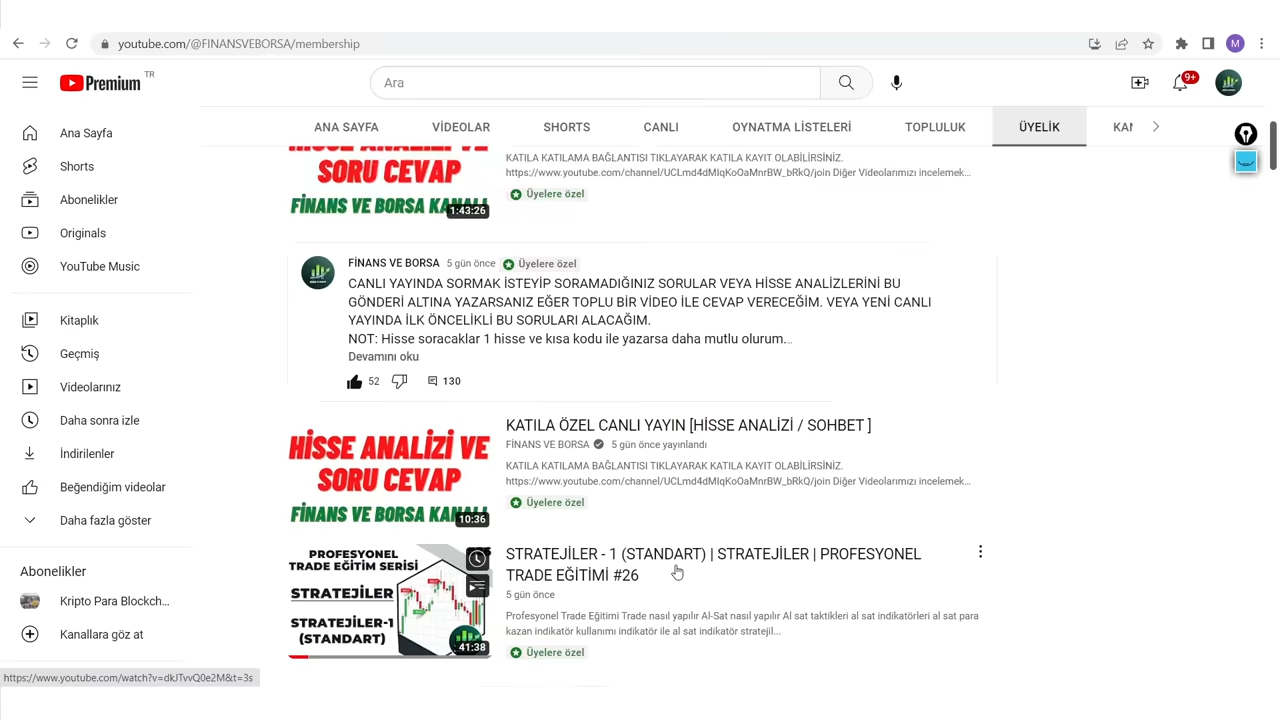 youtube.com/@FINANSVEBORSA/membership
M
Premium TR
Ara
9+
Ana Sayfa
Shorts
Abonelikler
Originals
YouTube Music
Kitaplık
Geçmiş
Videolarınız
Daha sonra izle
İndirilenler
Beğendiğim videolar
Daha fazla göster
Abonelikler
Kripto Para Blockch...
Kanallara göz at
ANA SAYFA VİDEOLAR SHORTS CANLI OYNATMA LİSTELERİ TOPLULUK ÜYELİK
HİSSE ANALİZİ VE
SORU CEVAP
FİNANS VE BORSA KANALI
1:43:26
KATILA KATILAMA BAĞLANTISI TIKLAYARAK KATILA KAYIT OLABİLİRSİNİZ.
https://www.youtube.com/channel/UCLmd4dMIqKoOaMnrBW_bRkQ/join Diğer Videolarımızı incelemek...
Üyelere özel
FİNANS VE BORSA 5 gün önce Üyelere özel
CANLI YAYINDA SORMAK İSTEYİP SORAMADIĞINIZ SORULAR VEYA HİSSE ANALİZLERİNİ BU
GÖNDERİ ALTINA YAZARSANIZ EĞER TOPLU BİR VİDEO İLE CEVAP VERECEĞİM. VEYA YENİ CANLI
YAYINDA İLK ÖNCELİKLİ BU SORULARI ALACAĞIM.
NOT: Hisse soracaklar 1 hisse ve kısa kodu ile yazarsa daha mutlu olurum...
Devamını oku
52 130
HİSSE ANALİZİ VE
SORU CEVAP
FİNANS VE BORSA KANALI
10:36
KATILA ÖZEL CANLI YAYIN [HİSSE ANALİZİ / SOHBET ]
FİNANS VE BORSA 5 gün önce yayınlandı
KATILA KATILAMA BAĞLANTISI TIKLAYARAK KATILA KAYIT OLABİLİRSİNİZ.
https://www.youtube.com/channel/UCLmd4dMIqKoOaMnrBW_bRkQ/join Diğer Videolarımızı incelemek...
Üyelere özel
PROFESYONEL
TRADE EĞİTİM SERİSİ
STRATEJİLER
STRATEJİLER-1
(STANDART)
41:38
STRATEJİLER - 1 (STANDART) | STRATEJİLER | PROFESYONEL
TRADE EĞİTİMİ #26
5 gün önce
Profesyonel Trade Eğitimi Trade nasıl yapılır Al-Sat nasıl yapılır Al sat taktikleri al sat indikatörleri al sat para
kazan indikatör kullanımı indikatör ile al sat indikatör stratejil...
Üyelere özel
https://www.youtube.com/watch?v=dkJTvvQ0e2M&t=3s